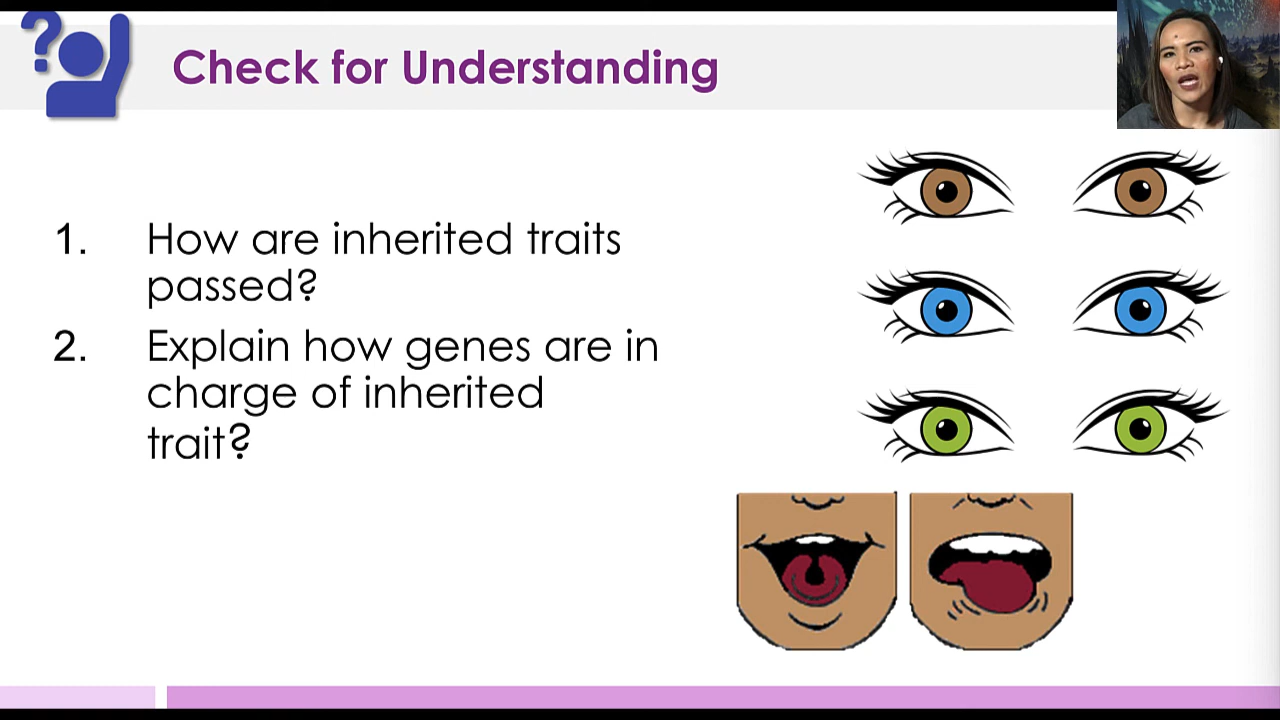 Check for Understanding
1. How are inherited traits
passed?
2. Explain how genes are in
charge of inherited
trait?